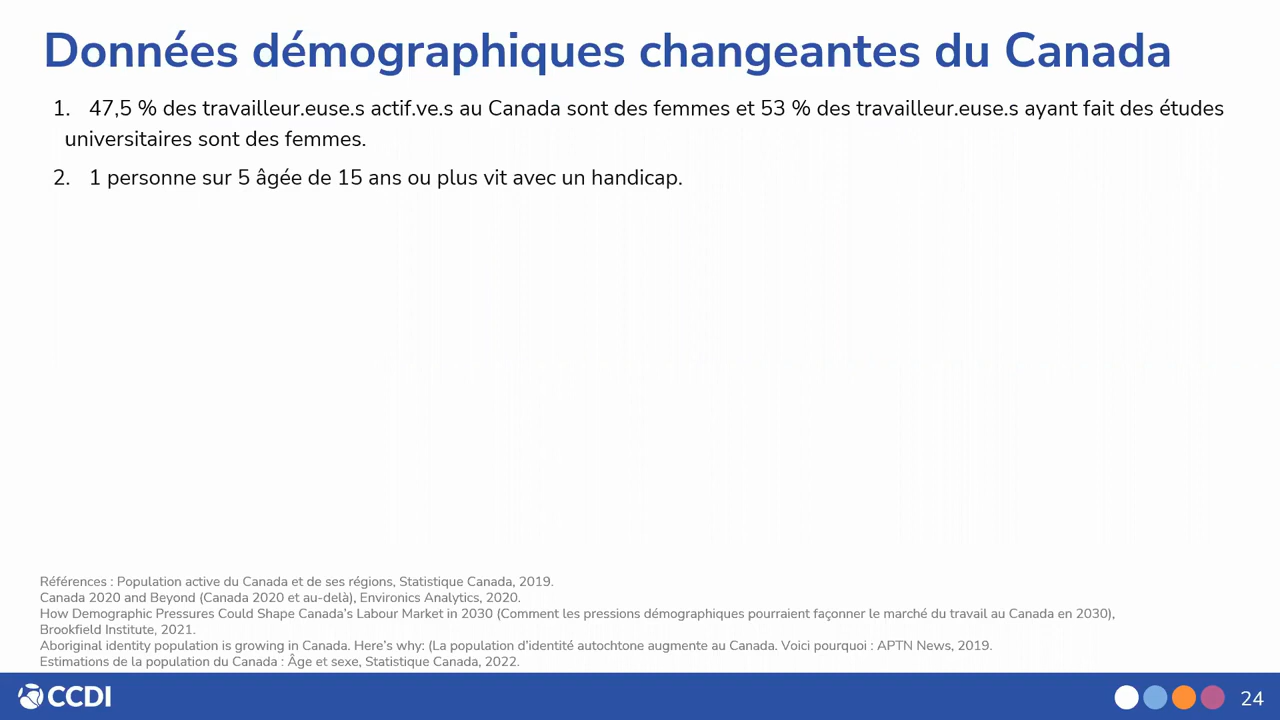 Données démographiques changeantes du Canada
1. 47,5 % des travailleur.euse.s actif.ve.s au Canada sont des femmes et 53 % des travailleur.euse.s ayant fait des études
universitaires sont des femmes.
2. 1 personne sur 5 âgée de 15 ans ou plus vit avec un handicap.
Références : Population active du Canada et de ses régions, Statistique Canada, 2019.
Canada 2020 and Beyond (Canada 2020 et au-delà), Environics Analytics, 2020.
How Demographic Pressures Could Shape Canada’s Labour Market in 2030 (Comment les pressions démographiques pourraient façonner le marché du travail au Canada en 2030),
Brookfield Institute, 2021.
Aboriginal identity population is growing in Canada. Here’s why: (La population d’identité autochtone augmente au Canada. Voici pourquoi : APTN News, 2019.
Estimations de la population du Canada : Âge et sexe, Statistique Canada, 2022.
CCDI
24